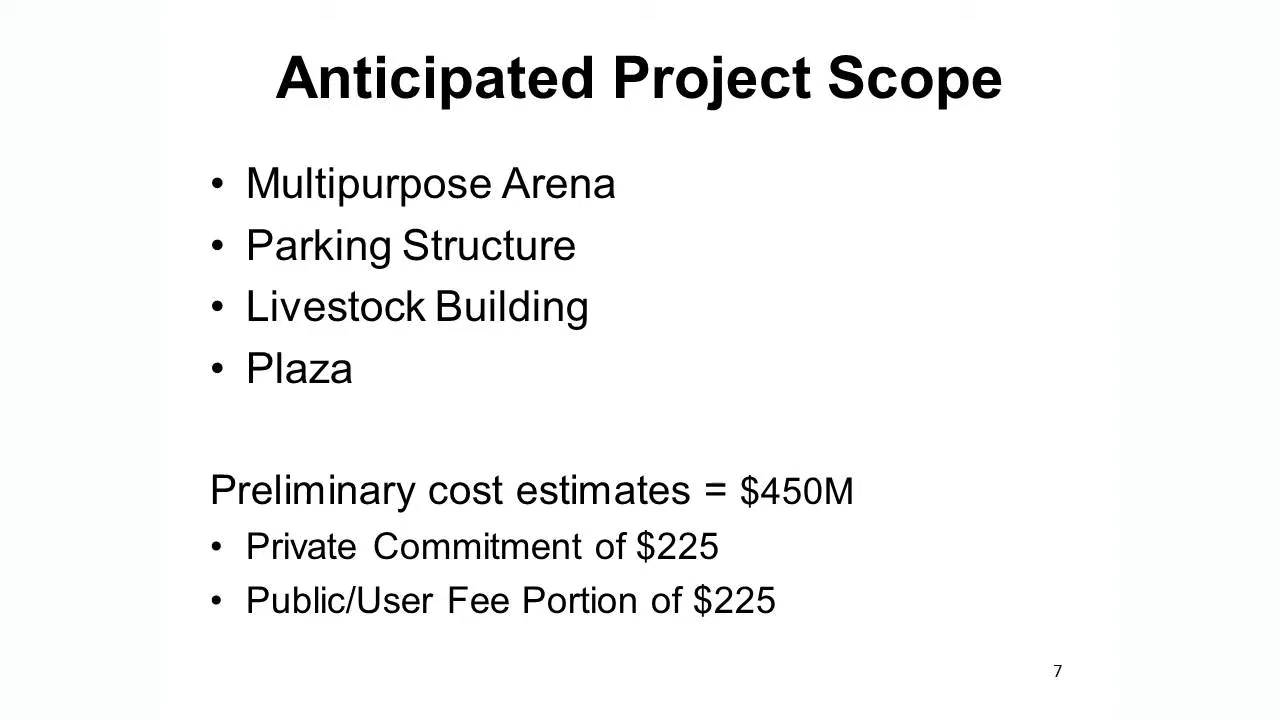 Anticipated Project Scope
• Multipurpose Arena
• Parking Structure
• Livestock Building
• Plaza
Preliminary cost estimates = $450M
• Private Commitment of $225
• Public/User Fee Portion of $225
7